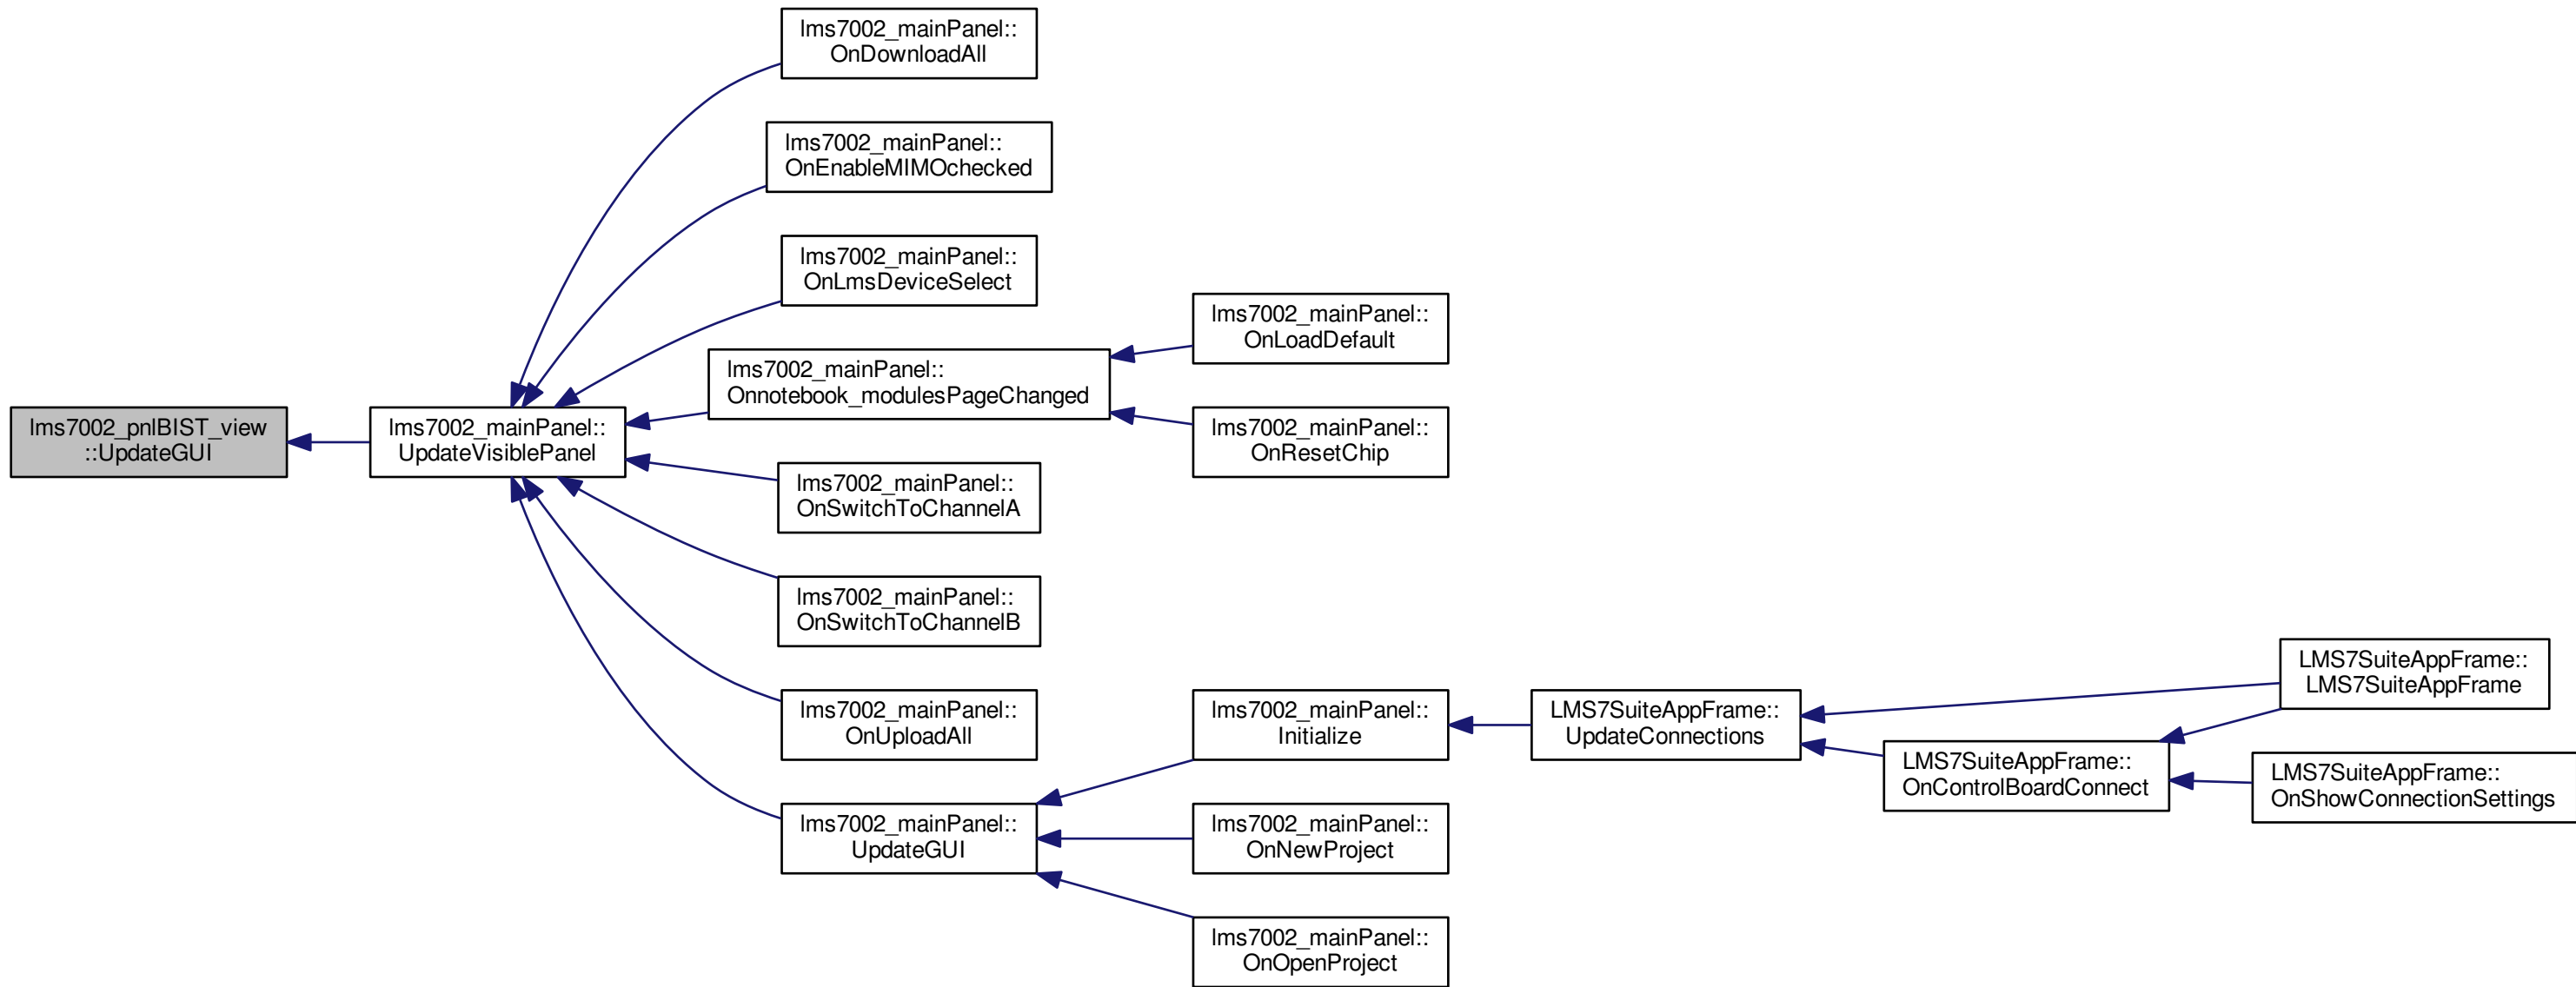 lms7002_mainPanel::
OnDownloadAll
lms7002_mainPanel::
OnEnableMIMOchecked
lms7002_mainPanel::
OnLmsDeviceSelect
lms7002_mainPanel::
OnLoadDefault
lms7002_mainPanel::
Onnotebook_modulesPageChanged
lms7002_pnlBIST_view
::UpdateGUI
lms7002_mainPanel::
UpdateVisiblePanel
lms7002_mainPanel::
OnResetChip
lms7002_mainPanel::
OnSwitchToChannelA
lms7002_mainPanel::
OnSwitchToChannelB
LMS7SuiteAppFrame::
LMS7SuiteAppFrame
lms7002_mainPanel::
OnUploadAll
lms7002_mainPanel::
Initialize
LMS7SuiteAppFrame::
UpdateConnections
LMS7SuiteAppFrame::
OnControlBoardConnect
LMS7SuiteAppFrame::
OnShowConnectionSettings
lms7002_mainPanel::
UpdateGUI
lms7002_mainPanel::
OnNewProject
lms7002_mainPanel::
OnOpenProject